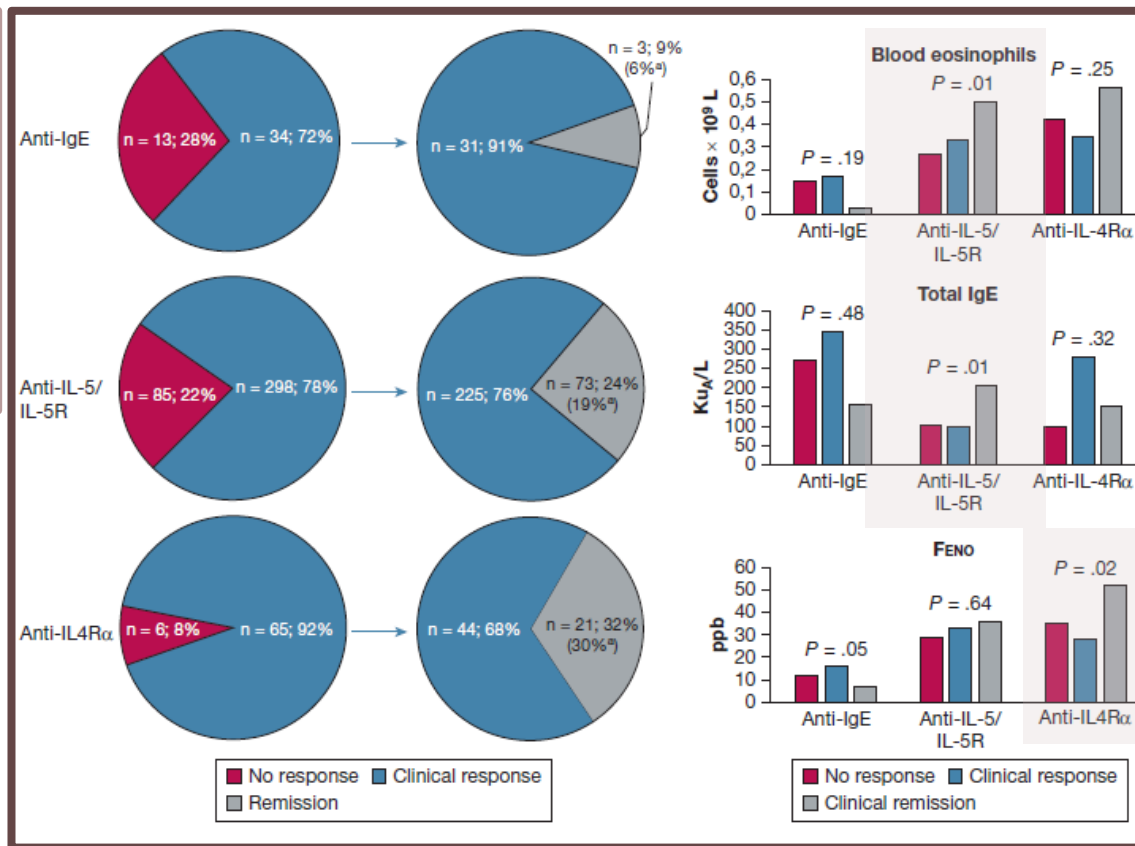 Anti-IgE
n = 13; 28%
n = 34; 72%
n = 31; 91%
n = 3; 9%
(6%ª)
Anti-IL-5/
IL-5R
n = 85; 22%
n = 298; 78%
n = 225; 76%
n = 73; 24%
(19%ª)
Anti-IL4Rα
n = 6; 8%
n = 65; 92%
n = 44; 68%
n = 21; 32%
(30%ª)
No response Clinical response
Remission
Blood eosinophils
Cells × 10⁹ L
0,6
0,5
0,4
0,3
0,2
0,1
0
P = .19
P = .01
P = .25
Anti-IgE
Anti-IL-5/
IL-5R
Anti-IL-4Rα
Total IgE
KuA/L
400
350
300
250
200
150
100
50
0
P = .48
P = .01
P = .32
Anti-IgE
Anti-IL-5/
IL-5R
Anti-IL-4Rα
FENO
ppb
60
50
40
30
20
10
0
P = .05
P = .64
P = .02
Anti-IgE
Anti-IL-5/
IL-5R
Anti-IL4Rα
No response Clinical response
Clinical remission